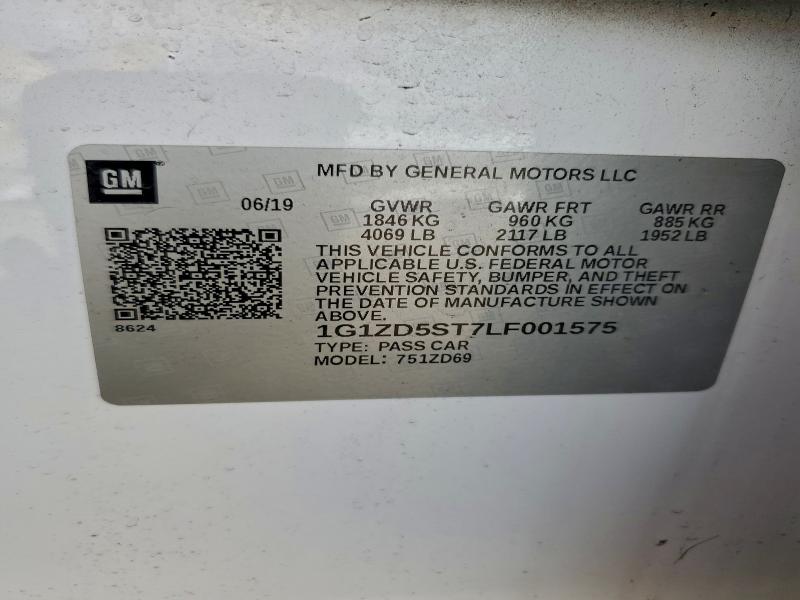 GM
MFD BY GENERAL MOTORS LLC
06/19
GVWR GAWR FRT GAWR RR
1846 KG 960 KG 885 KG
4069 LB 2117 LB 1952 LB
THIS VEHICLE CONFORMS TO ALL
APPLICABLE U.S. FEDERAL MOTOR
VEHICLE SAFETY, BUMPER, AND THEFT
PREVENTION STANDARDS IN EFFECT ON
THE DATE OF MANUFACTURE SHOWN
ABOVE.
8624
1G1ZD5ST7LF001575
TYPE: PASS CAR
MODEL: 751ZD69